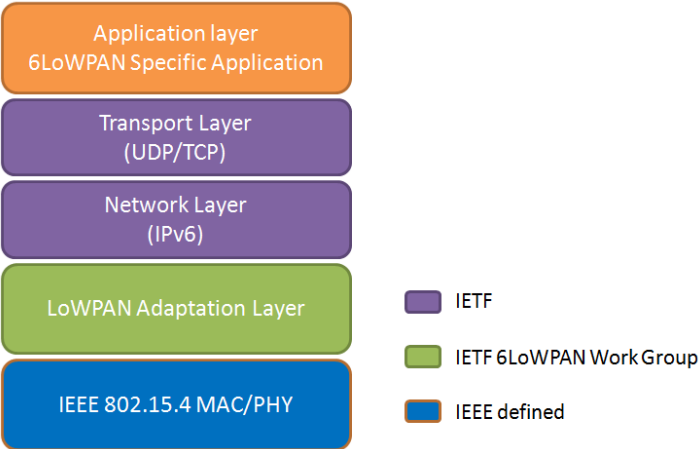 Application layer
6LoWPAN Specific Application
Transport Layer
(UDP/TCP)
Network Layer
(IPv6)
LoWPAN Adaptation Layer
IEEE 802.15.4 MAC/PHY
IETF
IETF 6LoWPAN Work Group
IEEE defined